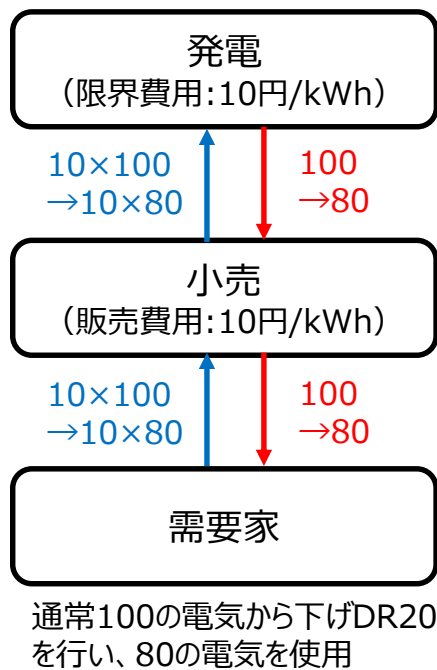 発電
（限界費用:10円/kWh）
10×100
→10×80
100
→80
小売
（販売費用:10円/kWh）
10×100
→10×80
100
→80
需要家
通常100の電気から下げDR20
を行い、80の電気を使用